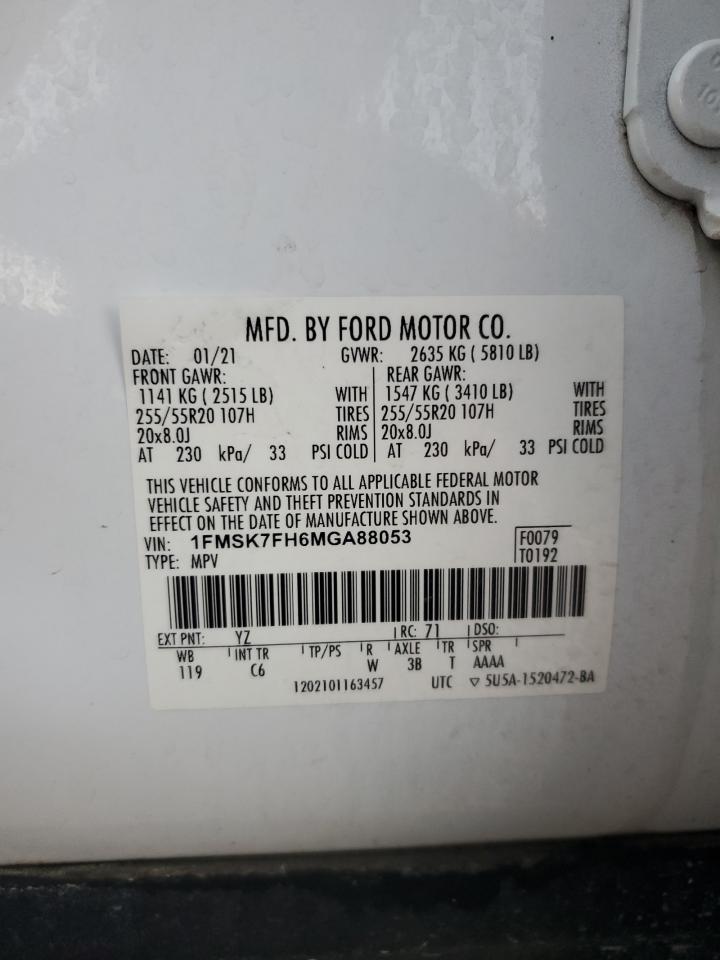 MFD. BY FORD MOTOR CO.
DATE: 01/21 GVWR: 2635 KG ( 5810 LB)
FRONT GAWR: REAR GAWR:
1141 KG ( 2515 LB) WITH 1547 KG ( 3410 LB) WITH
255/55R20 107H TIRES 255/55R20 107H TIRES
20x8.0J RIMS 20x8.0J RIMS
AT 230 kPa/ 33 PSI COLD AT 230 kPa/ 33 PSI COLD
THIS VEHICLE CONFORMS TO ALL APPLICABLE FEDERAL MOTOR
VEHICLE SAFETY AND THEFT PREVENTION STANDARDS IN
EFFECT ON THE DATE OF MANUFACTURE SHOWN ABOVE.
VIN: 1FMSK7FH6MGA88053 F0079
TYPE: MPV T0192
EXT PNT: YZ RC: 71 DSO:
WB INT TR TP/PS R AXLE TR SPR
119 C6 W 3B T AAAA
1202101163457 UTC ▽ 5U5A-1520472-BA